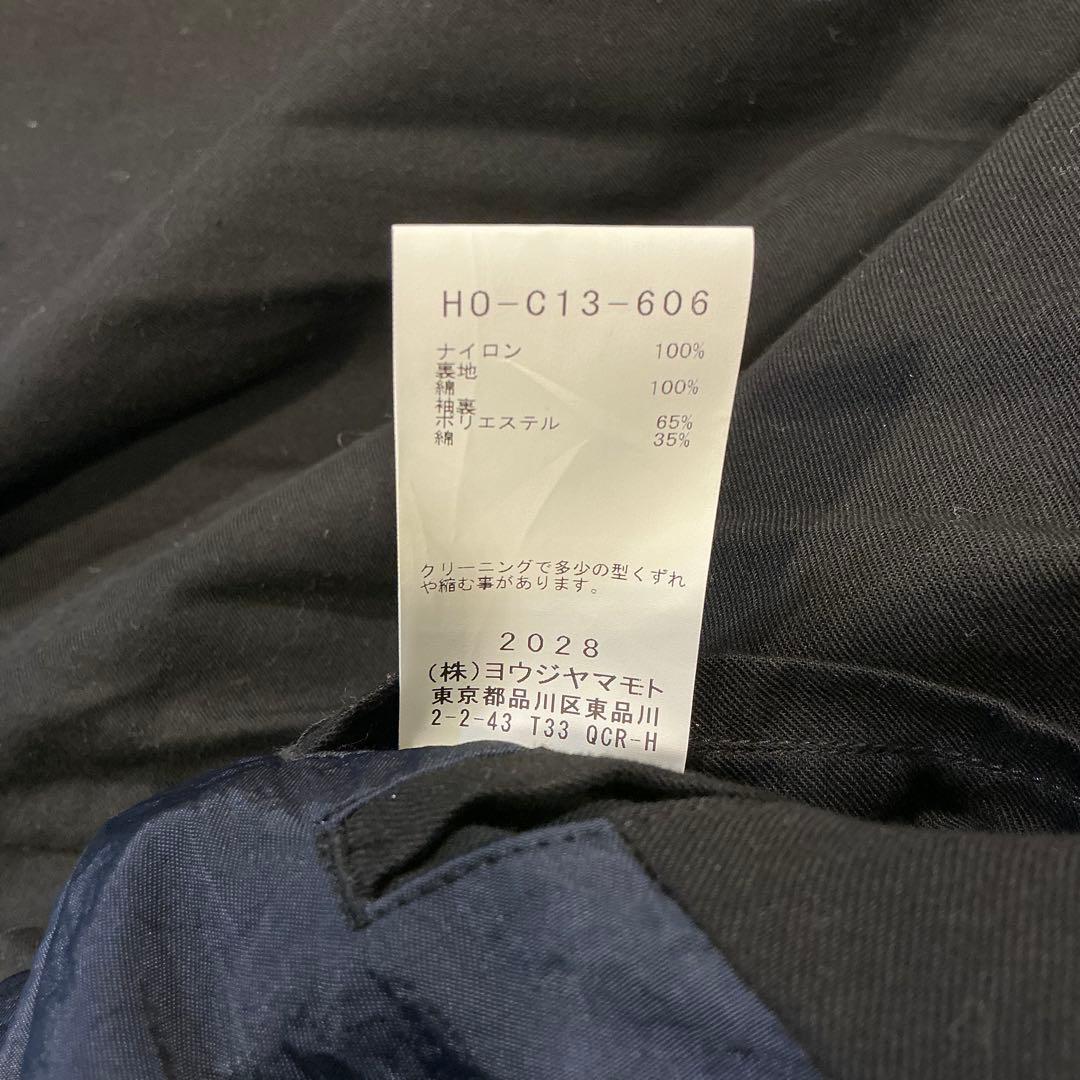 HO-C13-606
ナイロン 100%
裏地
綿 100%
袖裏
ポリエステル 65%
綿 35%
クリーニングで多少の型くずれ
や縮む事があります。
2028
(株)ヨウジヤマモト
東京都品川区東品川
2-2-43 T33 QCR-H